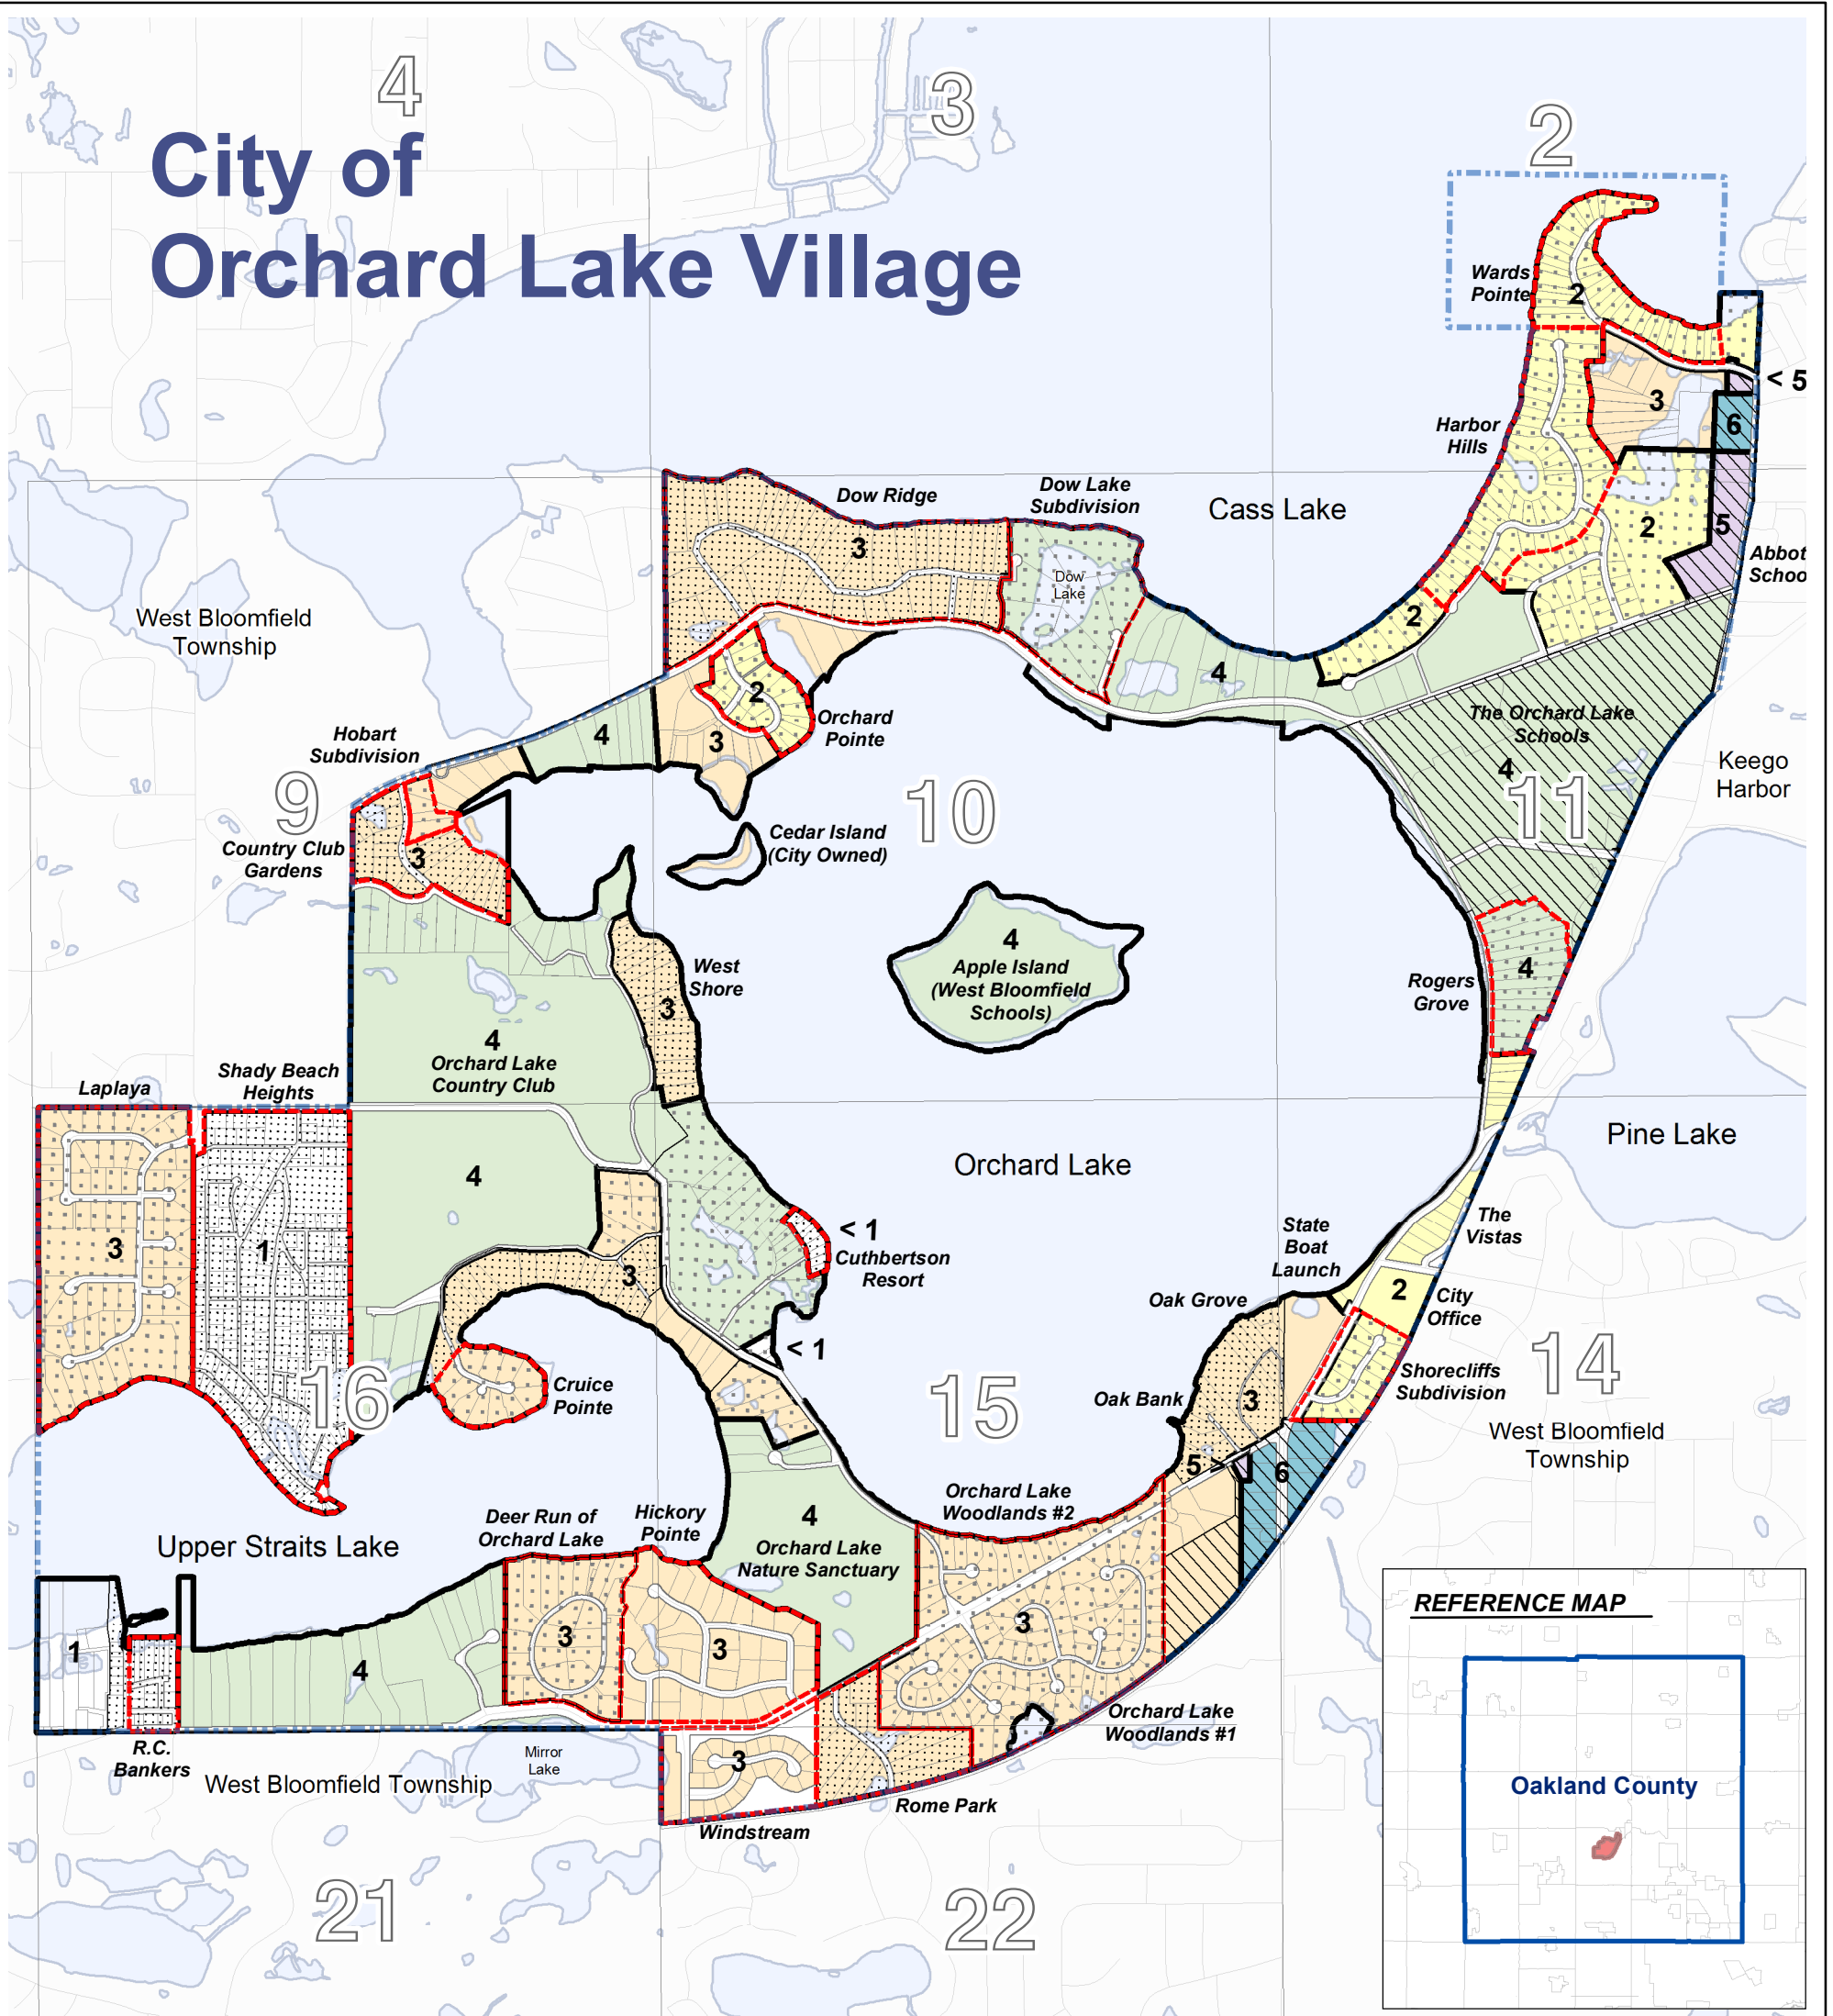 4
3
2
City of
Orchard Lake Village
Wards
Pointe
2
< 5
3
6
Harbor
Hills
Dow Ridge
Dow Lake
Subdivision
Cass Lake
3
2
5
Abbot
Schoo
Dow
Lake
West Bloomfield
Township
2
4
2
Orchard
Pointe
The Orchard Lake
Schools
Hobart
Subdivision
4
3
Keego
Harbor
4
9
10
11
Cedar Island
(City Owned)
Country Club
Gardens
3
4
Apple Island
(West Bloomfield
Schools)
West
Shore
3
Rogers
Grove
4
4
Orchard Lake
Country Club
Laplaya
Shady Beach
Heights
Pine Lake
Orchard Lake
4
3
1
< 1
Cuthbertson
Resort
State
Boat
Launch
The
Vistas
3
2
City
Office
Oak Grove
< 1
16
Cruice
Pointe
15
14
Shorecliffs
Subdivision
Oak Bank
3
West Bloomfield
Township
5 >
6
Orchard Lake
Woodlands #2
Deer Run of
Orchard Lake
Hickory
Pointe
4
Orchard Lake
Nature Sanctuary
Upper Straits Lake
REFERENCE MAP
1
3
3
3
4
Orchard Lake
Woodlands #1
R.C.
Bankers
Mirror
Lake
3
West Bloomfield Township
Oakland County
Rome Park
Windstream
21
22